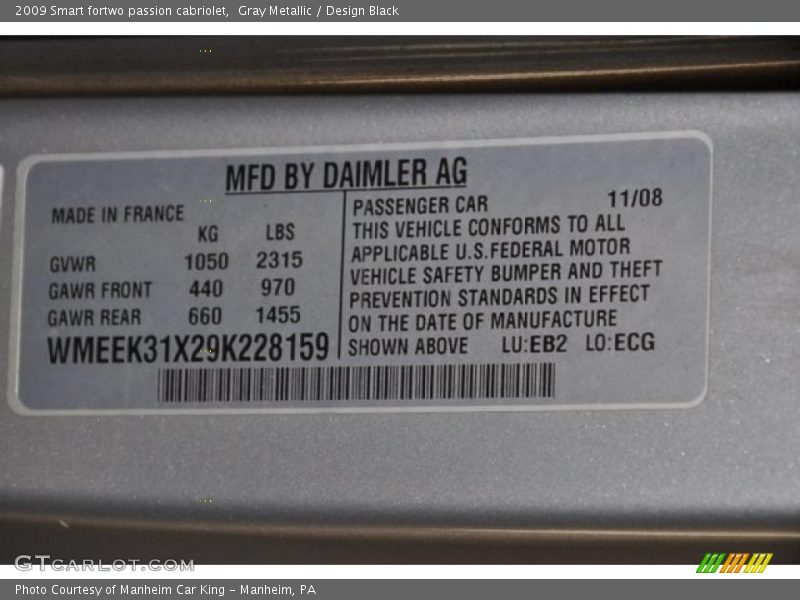 2009 Smart fortwo passion cabriolet,  Gray Metallic / Design Black
MFD BY DAIMLER AG
MADE IN FRANCE
KG LBS
GVWR 1050 2315
GAWR FRONT 440 970
GAWR REAR 660 1455
WMEEK31X29K228159
PASSENGER CAR 11/08
THIS VEHICLE CONFORMS TO ALL
APPLICABLE U.S.FEDERAL MOTOR
VEHICLE SAFETY BUMPER AND THEFT
PREVENTION STANDARDS IN EFFECT
ON THE DATE OF MANUFACTURE
SHOWN ABOVE LU:EB2 LO:ECG
GTcarlot.com
Photo Courtesy of Manheim Car King - Manheim, PA